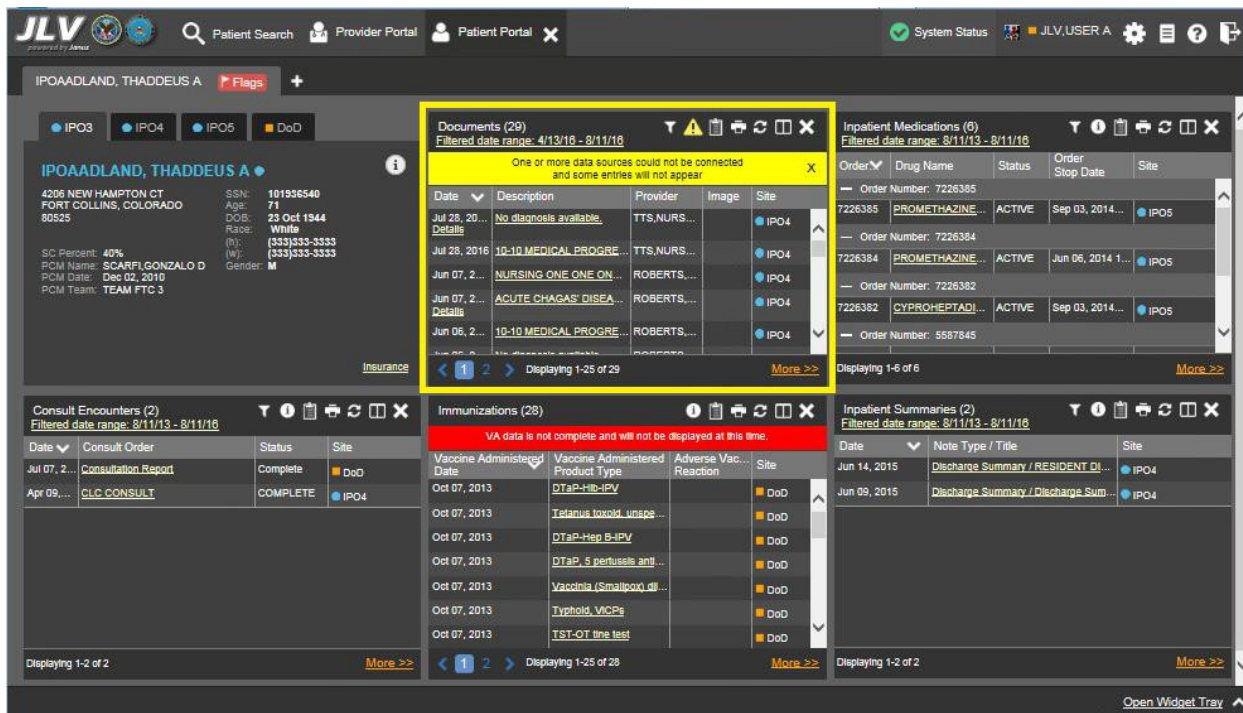 JLV
powered by Janus
Patient Search
Provider Portal
Patient Portal
System Status
JLV,USER A
IPOAADLAND, THADDEUS A
Flags
IPO3
IPO4
IPO5
DoD
IPOAADLAND, THADDEUS A
4206 NEW HAMPTON CT
FORT COLLINS, COLORADO
80525
SSN: 101936540
Age: 71
DOB: 23 Oct 1944
Race: White
(h): (333)333-3333
(w): (333)333-3333
Gender: M
SC Percent: 40%
PCM Name: SCARFI,GONZALO D
PCM Date: Dec 02, 2010
PCM Team: TEAM FTC 3
Insurance
Documents (29)
Filtered date range: 4/13/16 - 8/11/16
One or more data sources could not be connected
and some entries will not appear
X
Date Description Provider Image Site
Jul 28, 20... No diagnosis available. TTS,NURS... IPO4
Details
Jul 28, 2016 10-10 MEDICAL PROGRE... TTS,NURS... IPO4
Jun 07, 2... NURSING ONE ONE ON... ROBERTS,... IPO4
Jun 07, 2... ACUTE CHAGAS' DISEA... ROBERTS,... IPO4
Details
Jun 06, 2... 10-10 MEDICAL PROGRE... ROBERTS,... IPO4
1 2 Displaying 1-25 of 29 More >>
Inpatient Medications (6)
Filtered date range: 8/11/13 - 8/11/16
Order Drug Name Status Order Stop Date Site
Order Number: 7226385
7226385 PROMETHAZINE... ACTIVE Sep 03, 2014... IPO5
Order Number: 7226384
7226384 PROMETHAZINE... ACTIVE Jun 06, 2014 1... IPO5
Order Number: 7226382
7226382 CYPROHEPTADI... ACTIVE Sep 03, 2014... IPO5
Order Number: 5587845
Displaying 1-6 of 6 More >>
Consult Encounters (2)
Filtered date range: 8/11/13 - 8/11/16
Date Consult Order Status Site
Jul 07, 2... Consultation Report Complete DoD
Apr 09,... CLC CONSULT COMPLETE IPO4
Displaying 1-2 of 2 More >>
Immunizations (28)
VA data is not complete and will not be displayed at this time.
Vaccine Administered Date Vaccine Administered Product Type Adverse Vac... Reaction Site
Oct 07, 2013 DTaP-Hib-IPV DoD
Oct 07, 2013 Tetanus toxoid, unspe... DoD
Oct 07, 2013 DTaP-Hep B-IPV DoD
Oct 07, 2013 DTaP, 5 pertussis anti... DoD
Oct 07, 2013 Vaccinia (Smallpox) dil... DoD
Oct 07, 2013 Typhoid, VICPs DoD
Oct 07, 2013 TST-OT tine test DoD
1 2 Displaying 1-25 of 28 More >>
Inpatient Summaries (2)
Filtered date range: 8/11/13 - 8/11/16
Date Note Type / Title Site
Jun 14, 2015 Discharge Summary / RESIDENT DI... IPO4
Jun 09, 2015 Discharge Summary / Discharge Sum... IPO4
Displaying 1-2 of 2 More >>
Open Widget Tray